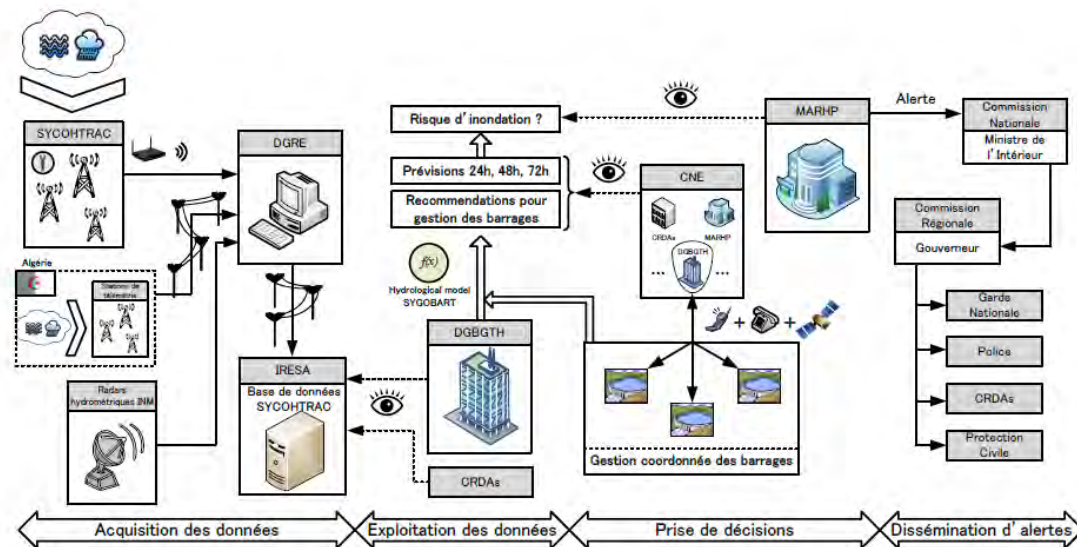 SYCOHTRAC
DGRE
Algérie
Stations de
télémétrie
Radars
hydrométriques INM
IRESA
Base de données
SYCOHTRAC
Risque d'inondation ?
Prévisions 24h, 48h, 72h
Recommendations pour
gestion des barrages
f(x)
Hydrological model
SYGOBART
DGBGTH
CRDAs
MARHP
CNE
CRDAs
MARHP
DGBGTH
...
...
+
+
Gestion coordonnée des barrages
Alerte
Commission
Nationale
Ministre de
l'Intérieur
Commission
Régionale
Gouverneur
Garde
Nationale
Police
CRDAs
Protection
Civile
Acquisition des données
Exploitation des données
Prise de décisions
Dissémination d'alertes